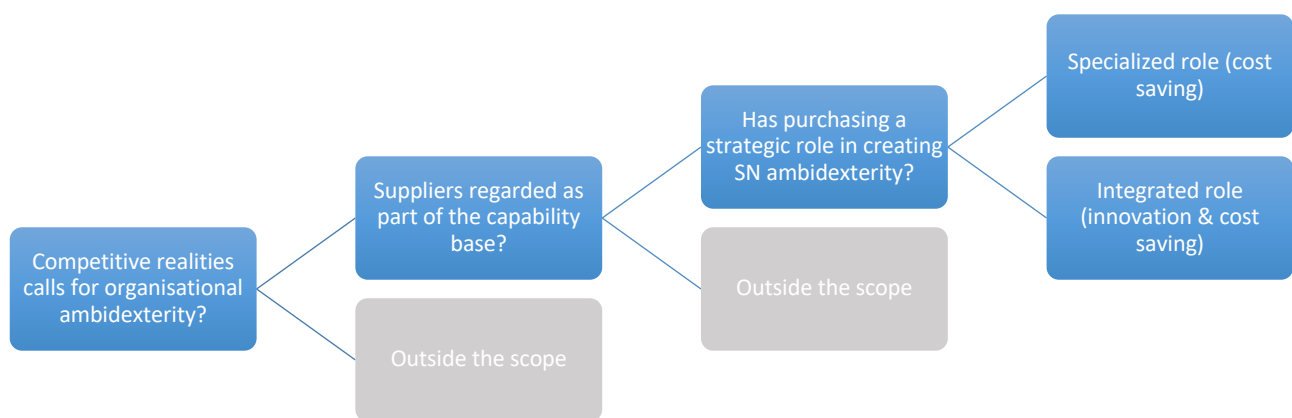 Competitive realities
calls for organisational
ambidexterity?
Suppliers regarded as
part of the capability
base?
Outside the scope
Has purchasing a
strategic role in creating
SN ambidexterity?
Outside the scope
Specialized role (cost
saving)
Integrated role
(innovation & cost
saving)